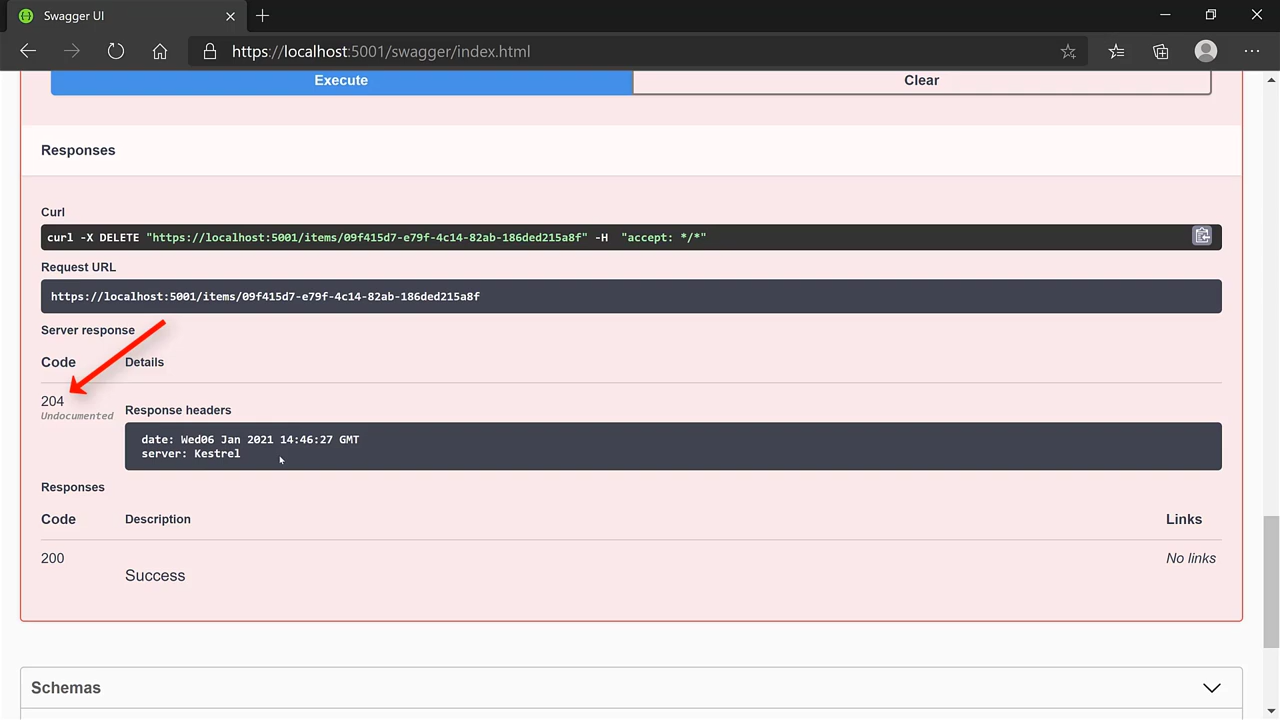 Swagger UI
https://localhost:5001/swagger/index.html
Execute
Clear
Responses
Curl
curl -X DELETE "https://localhost:5001/items/09f415d7-e79f-4c14-82ab-186ded215a8f" -H  "accept: */*"
Request URL
https://localhost:5001/items/09f415d7-e79f-4c14-82ab-186ded215a8f
Server response
Code Details
204
Undocumented
Response headers
date: Wed06 Jan 2021 14:46:27 GMT
server: Kestrel
Responses
Code Description Links
200 No links
Success
Schemas